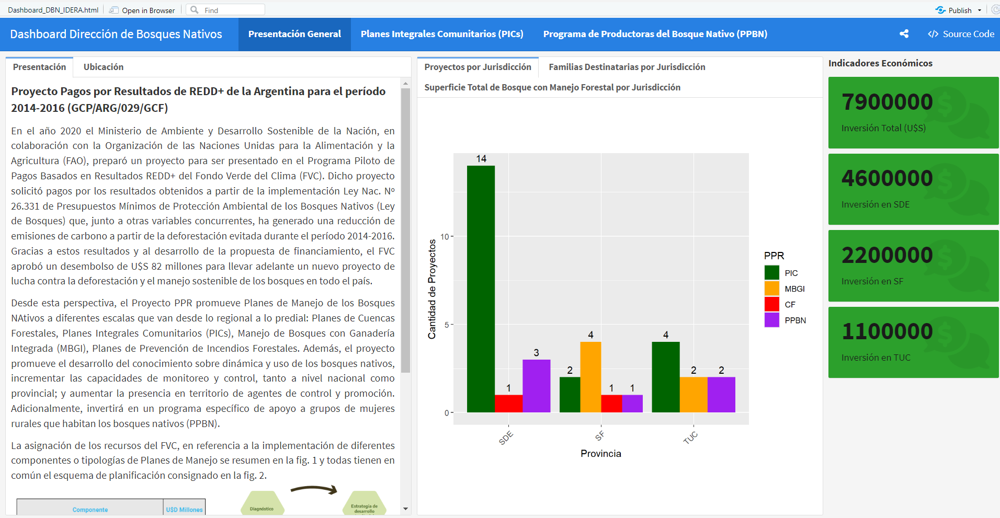 Dashboard_DBN_IDERA.html
Open in Browser
Find
Publish
Dashboard Dirección de Bosques Nativos
Presentación General
Planes Integrales Comunitarios (PICs)
Programa de Productoras del Bosque Nativo (PPBN)
</> Source Code
Presentación
Ubicación
Proyecto Pagos por Resultados de REDD+ de la Argentina para el período
2014-2016 (GCP/ARG/029/GCF)
En el año 2020 el Ministerio de Ambiente y Desarrollo Sostenible de la Nación, en
colaboración con la Organización de las Naciones Unidas para la Alimentación y la
Agricultura (FAO), preparó un proyecto para ser presentado en el Programa Piloto de
Pagos Basados en Resultados REDD+ del Fondo Verde del Clima (FVC). Dicho proyecto
solicitó pagos por los resultados obtenidos a partir de la implementación Ley Nac. Nº
26.331 de Presupuestos Mínimos de Protección Ambiental de los Bosques Nativos (Ley
de Bosques) que, junto a otras variables concurrentes, ha generado una reducción de
emisiones de carbono a partir de la deforestación evitada durante el período 2014-2016.
Gracias a estos resultados y al desarrollo de la propuesta de financiamiento, el FVC
aprobó un desembolso de U$S 82 millones para llevar adelante un nuevo proyecto de
lucha contra la deforestación y el manejo sostenible de los bosques en todo el país.
Desde esta perspectiva, el Proyecto PPR promueve Planes de Manejo de los Bosques
NAtivos a diferentes escalas que van desde lo regional a lo predial: Planes de Cuencas
Forestales, Planes Integrales Comunitarios (PICs), Manejo de Bosques con Ganadería
Integrada (MBGI), Planes de Prevención de Incendios Forestales. Además, el proyecto
promueve el desarrollo del conocimiento sobre dinámica y uso de los bosques nativos,
incrementar las capacidades de monitoreo y control, tanto a nivel nacional como
provincial; y aumentar la presencia en territorio de agentes de control y promoción.
Adicionalmente, invertirá en un programa específico de apoyo a grupos de mujeres
rurales que habitan los bosques nativos (PPBN).
La asignación de los recursos del FVC, en referencia a la implementación de diferentes
componentes o tipologías de Planes de Manejo se resumen en la fig. 1 y todas tienen en
común el esquema de planificación consignado en la fig. 2.
Componente
U$D Millones
Diagnóstico
Estrategia de
desarrollo
Proyectos por Jurisdicción
Familias Destinatarias por Jurisdicción
Superficie Total de Bosque con Manejo Forestal por Jurisdicción
Cantidad de Proyectos
10
5
0
14
1
3
2
4
1
1
4
2
2
SDE
SF
TUC
Provincia
PPR
PIC
MBGI
CF
PPBN
Indicadores Económicos
7900000
Inversión Total (U$S)
4600000
Inversión en SDE
2200000
Inversión en SF
1100000
Inversión en TUC